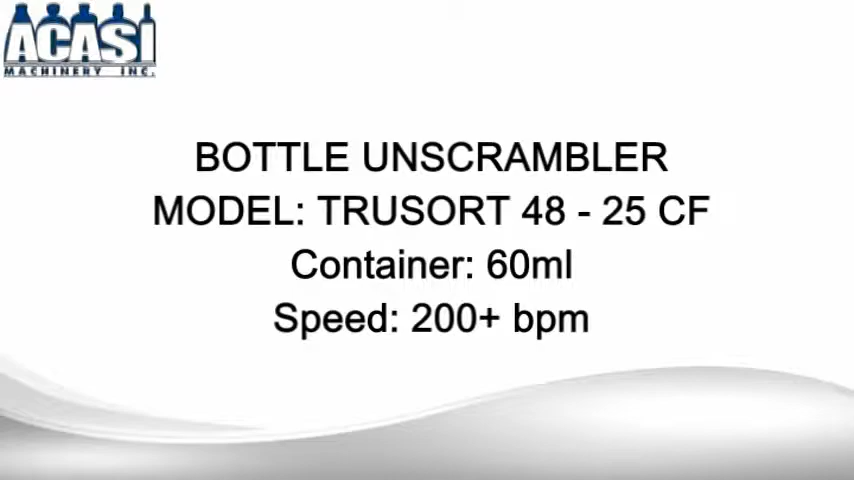 ACASI
MACHINERY INC.
BOTTLE UNSCRAMBLER
MODEL: TRUSORT 48 - 25 CF
Container: 60ml
Speed: 200+ bpm